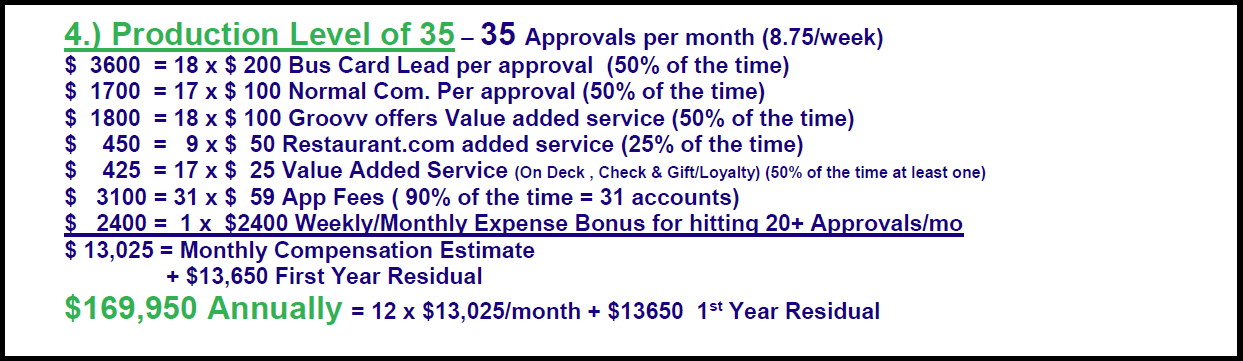 4.) Production Level of 35 – 35 Approvals per month (8.75/week)
$ 3600 = 18 x $ 200 Bus Card Lead per approval (50% of the time)
$ 1700 = 17 x $ 100 Normal Com. Per approval (50% of the time)
$ 1800 = 18 x $ 100 Groovv offers Value added service (50% of the time)
$ 450 = 9 x $ 50 Restaurant.com added service (25% of the time)
$ 425 = 17 x $ 25 Value Added Service (On Deck , Check & Gift/Loyalty) (50% of the time at least one)
$ 3100 = 31 x $ 59 App Fees ( 90% of the time = 31 accounts)
$ 2400 = 1 x $2400 Weekly/Monthly Expense Bonus for hitting 20+ Approvals/mo
$ 13,025 = Monthly Compensation Estimate
+ $13,650 First Year Residual
$169,950 Annually = 12 x $13,025/month + $13650 1st Year Residual